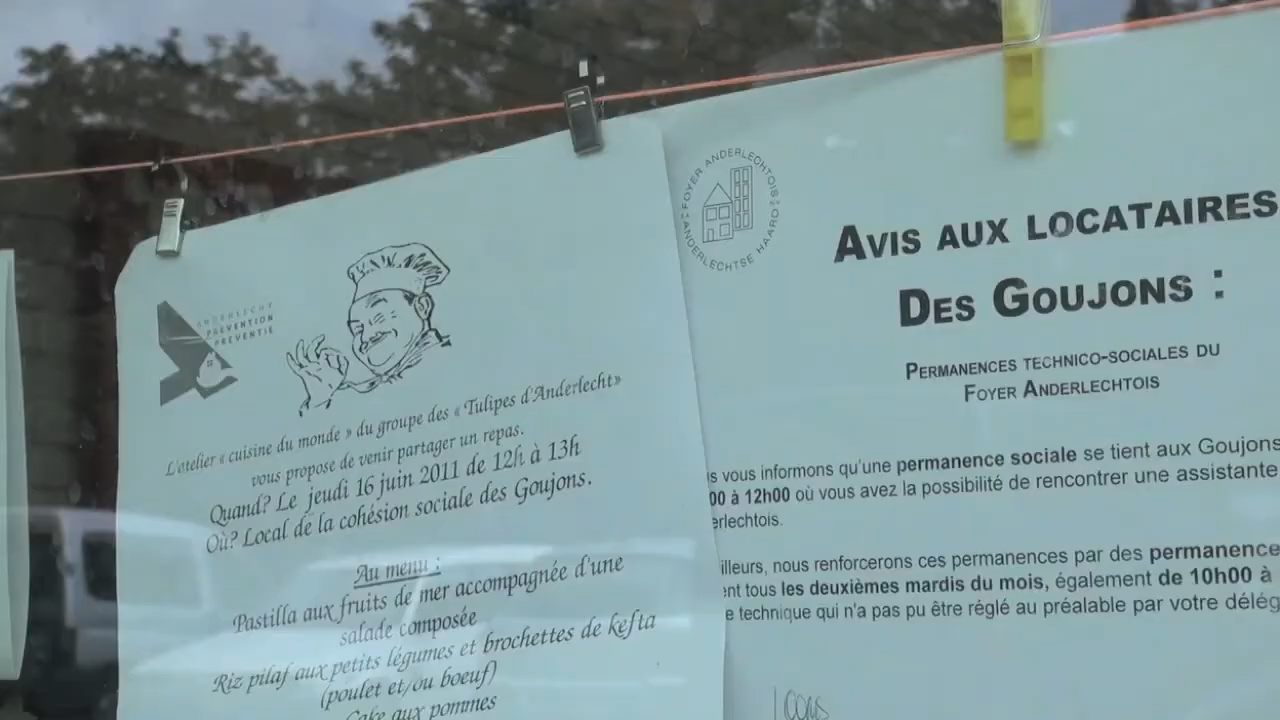 ANDERLECHT
PREVENTION
PREVENTIE
L'atelier « cuisine du monde » du groupe des « Tulipes d'Anderlecht»
vous propose de venir partager un repas.
Quand? Le jeudi 16 juin 2011 de 12h à 13h
Où? Local de la cohésion sociale des Goujons.
Au menu :
Pastilla aux fruits de mer accompagnée d'une
salade composée
Riz pilaf aux petits légumes et brochettes de kefta
(poulet et/ou boeuf)
Cake aux pommes
FOYER ANDERLECHTOIS
ANDERLECHTSE HAARD
AVIS AUX LOCATAIRES
DES GOUJONS :
PERMANENCES TECHNICO-SOCIALES DU
FOYER ANDERLECHTOIS
s vous informons qu'une permanence sociale se tient aux Goujons
00 à 12h00 où vous avez la possibilité de rencontrer une assistante
erlechtois.
illeurs, nous renforcerons ces permanences par des permanence
ent tous les deuxièmes mardis du mois, également de 10h00 à
e technique qui n'a pas pu être réglé au préalable par votre délég